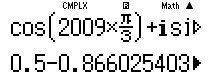 CMPLX R Math ▲
cos(2009×π/3)+isi▷
0.5-0.866025403▶